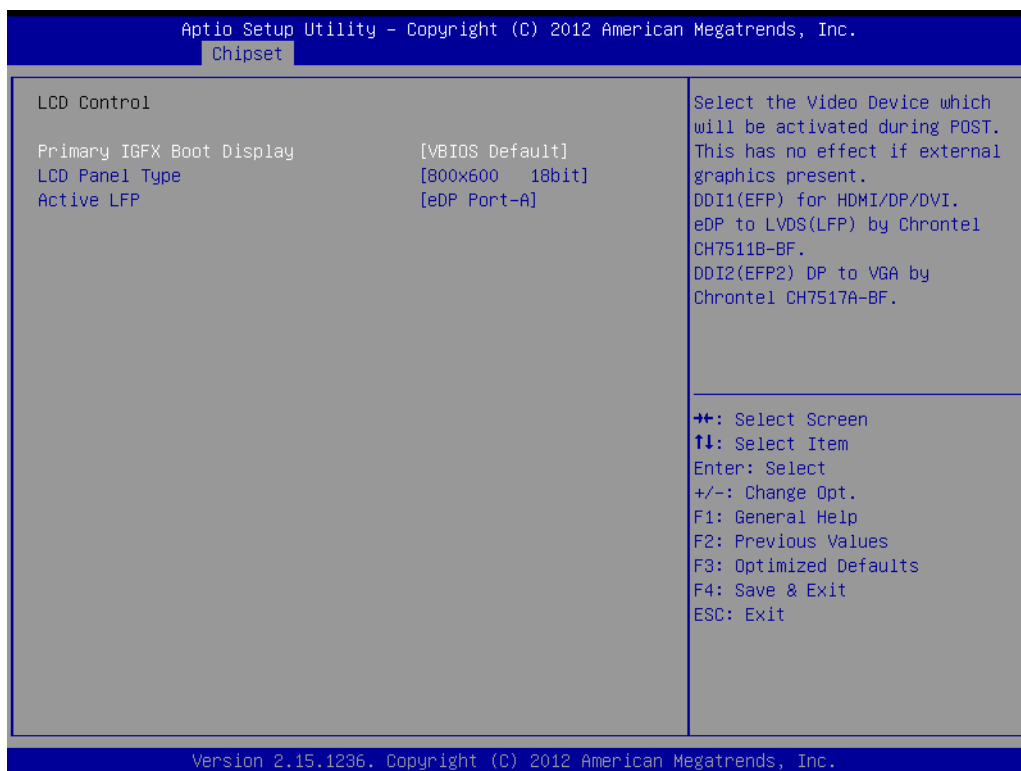 Aptio Setup Utility – Copyright (C) 2012 American Megatrends, Inc.
Chipset
LCD Control
Primary IGFX Boot Display [VBIOS Default]
LCD Panel Type [800x600 18bit]
Active LFP [eDP Port-A]
Select the Video Device which
will be activated during POST.
This has no effect if external
graphics present.
DDI1(EFP) for HDMI/DP/DVI.
eDP to LVDS(LFP) by Chrontel
CH7511B-BF.
DDI2(EFP2) DP to VGA by
Chrontel CH7517A-BF.
→←: Select Screen
↑↓: Select Item
Enter: Select
+/-: Change Opt.
F1: General Help
F2: Previous Values
F3: Optimized Defaults
F4: Save & Exit
ESC: Exit
Version 2.15.1236. Copyright (C) 2012 American Megatrends, Inc.